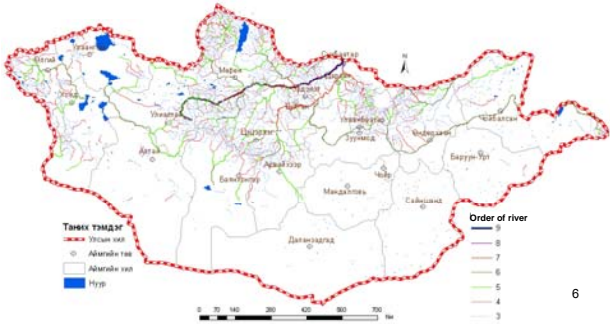 Улаангом
Өлгий
Ховд
Мөрөн
Сүхбаатар
Дархан
Эрдэнэт
Булган
Улиастай
Цэцэрлэг
Улаанбаатар
Зуунмод
Чойбалсан
Өндөрхаан
Баруун-Урт
Алтай
Арвайхээр
Баянхонгор
Чойр
Мандалговь
Сайншанд
Даланзадгад
N
Таних тэмдэг
Улсын хил
Аймгийн төв
Аймгийн хил
Нуур
Order of river
9
8
7
6
5
4
3
6
0 70 140 280 420 560 700